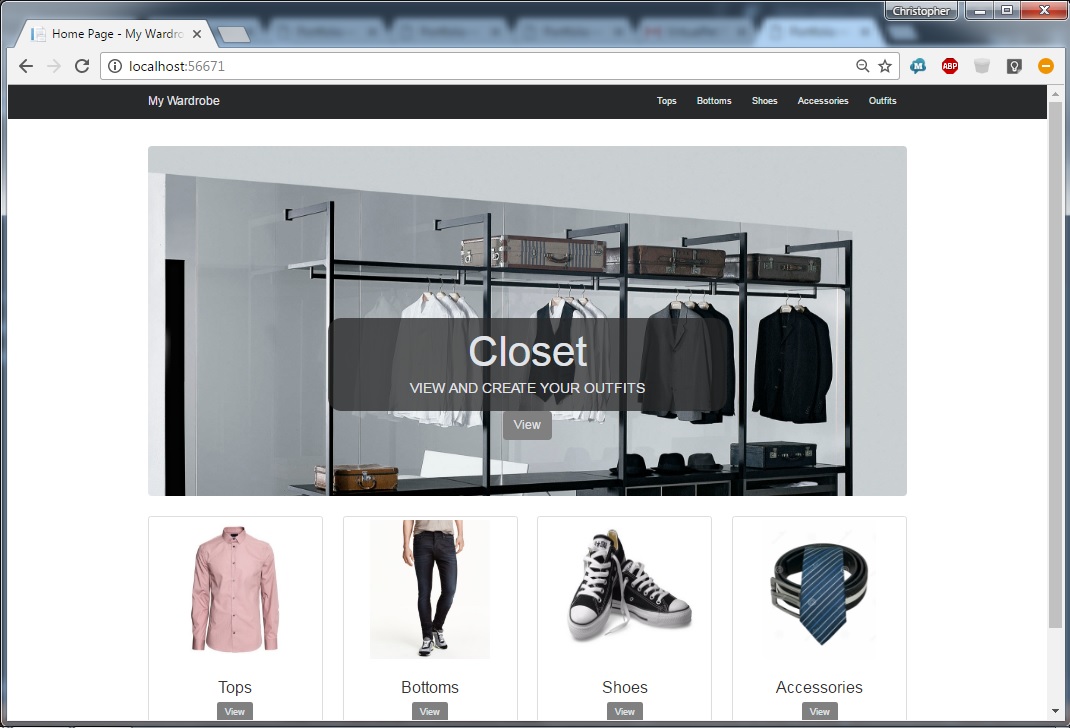 Christopher
Home Page - My Wardro
localhost:56671
ABP
My Wardrobe
Tops Bottoms Shoes Accessories Outfits
Closet
VIEW AND CREATE YOUR OUTFITS
View
Tops Bottoms Shoes Accessories
View View View View